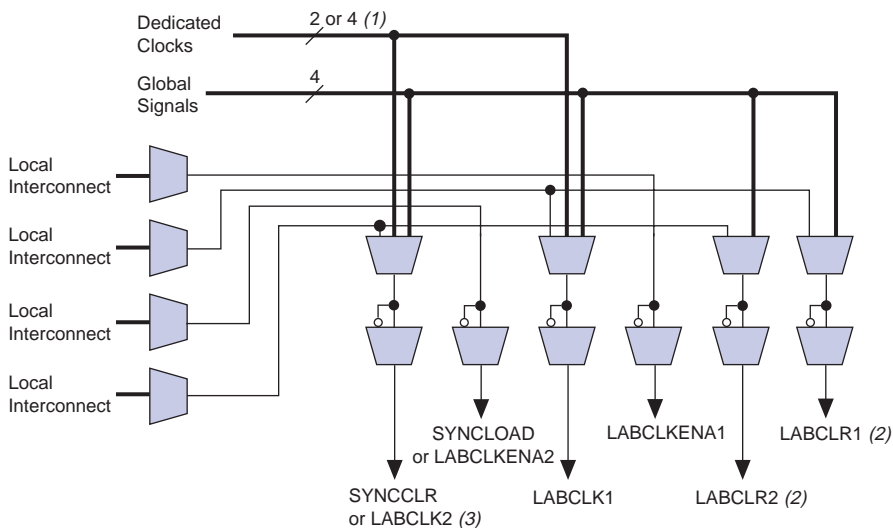 Dedicated
Clocks
2 or 4 (1)
Global
Signals
4
Local
Interconnect
Local
Interconnect
Local
Interconnect
Local
Interconnect
SYNCCLR
or LABCLK2 (3)
SYNCLOAD
or LABCLKENA2
LABCLK1
LABCLKENA1
LABCLR2 (2)
LABCLR1 (2)